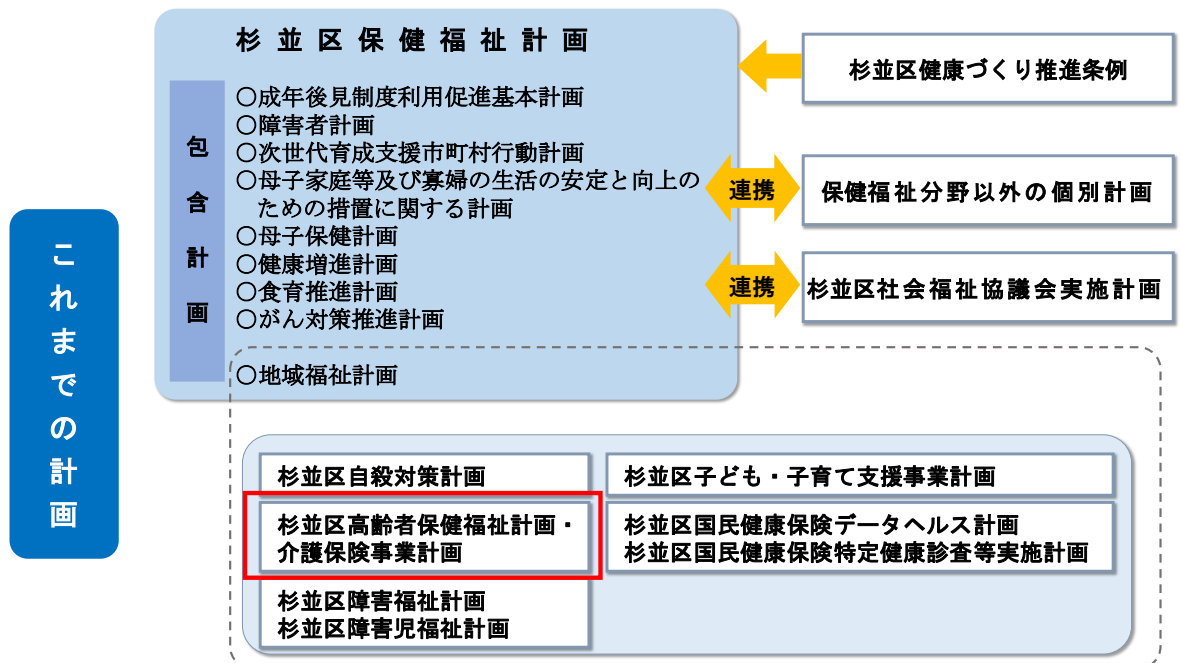 これまでの計画
杉並区保健福祉計画
包含計画
○成年後見制度利用促進基本計画
○障害者計画
○次世代育成支援市町村行動計画
○母子家庭等及び寡婦の生活の安定と向上の
ための措置に関する計画
○母子保健計画
○健康増進計画
○食育推進計画
○がん対策推進計画
○地域福祉計画
杉並区健康づくり推進条例
連携
保健福祉分野以外の個別計画
連携
杉並区社会福祉協議会実施計画
杉並区自殺対策計画
杉並区子ども・子育て支援事業計画
杉並区高齢者保健福祉計画・
介護保険事業計画
杉並区国民健康保険データヘルス計画
杉並区国民健康保険特定健康診査等実施計画
杉並区障害福祉計画
杉並区障害児福祉計画